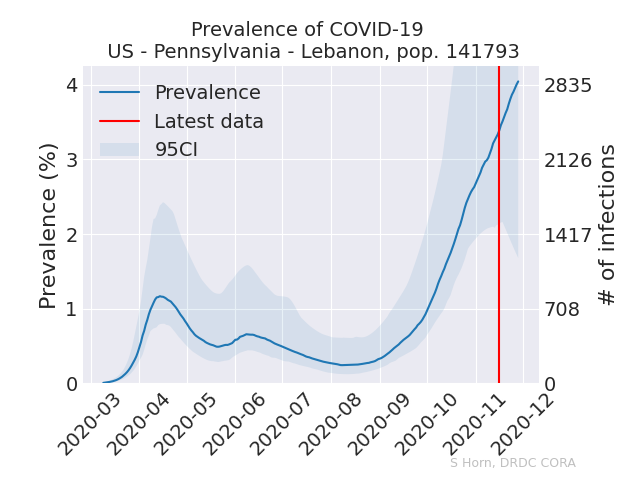 Prevalence of COVID-19
US - Pennsylvania - Lebanon, pop. 141793
Prevalence
Latest data
95CI
Prevalence (%)
4
3
2
1
0
2835
2126
1417
708
0
# of infections
2020-03
2020-04
2020-05
2020-06
2020-07
2020-08
2020-09
2020-10
2020-11
2020-12
S Horn, DRDC CORA